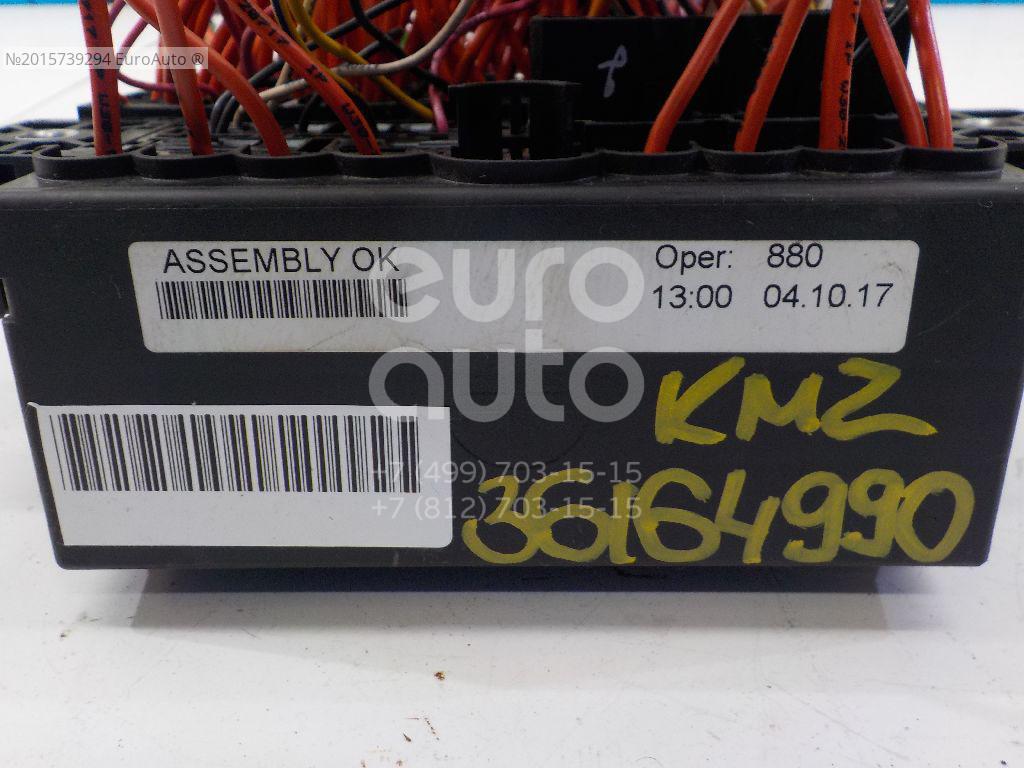 №2015739294 EuroAuto ®
ASSEMBLY OK
Oper: 880
13:00 04.10.17
euro
auto
KMZ
+7 (499) 703-15-15
+7 (812) 703-15-15
36164990